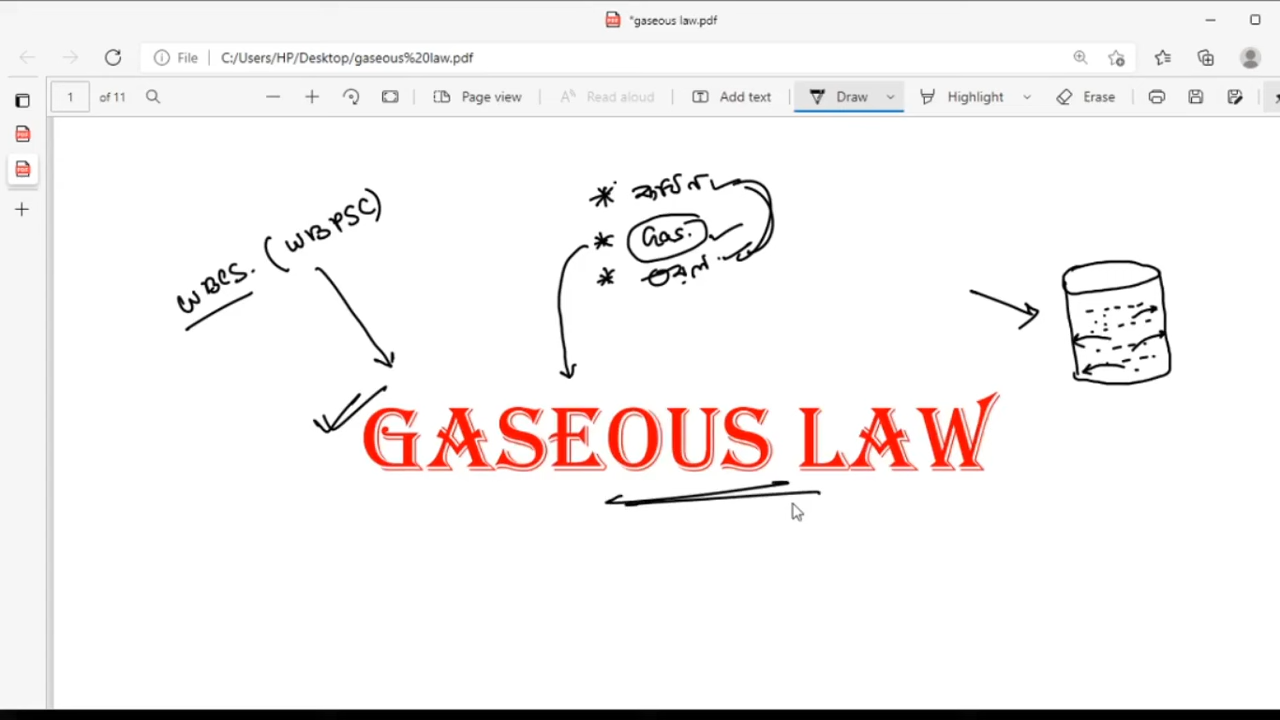 *gaseous law.pdf
File C:/Users/HP/Desktop/gaseous%20law.pdf
1 of 11 Page view Read aloud Add text Draw Highlight Erase
* কঠিন
WBCS. (WBPSC)
* Gas.
* তরল
GASEOUS LAW